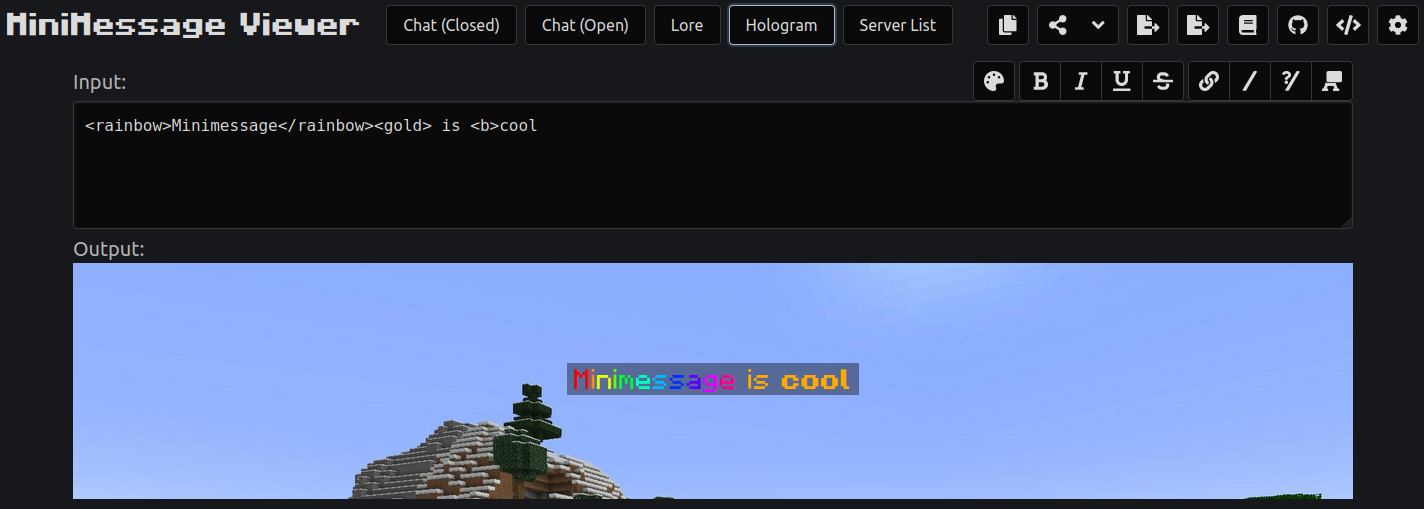 MiniMessage Viewer
Chat (Closed)
Chat (Open)
Lore
Hologram
Server List
Input:
B I U S
<rainbow>Minimessage</rainbow><gold> is <b>cool
Output:
Minimessage is cool